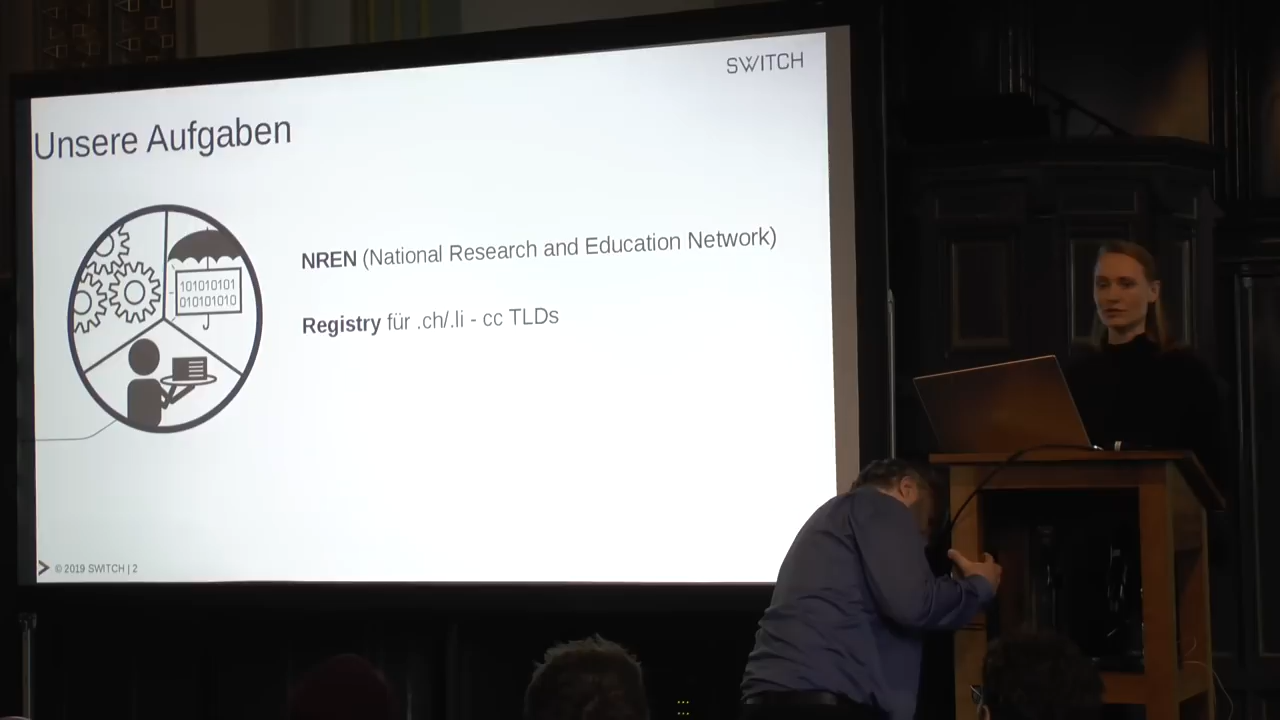 SWITCH
Unsere Aufgaben
101010101
010101010
NREN (National Research and Education Network)
Registry für .ch/.li - cc TLDs
© 2019 SWITCH | 2